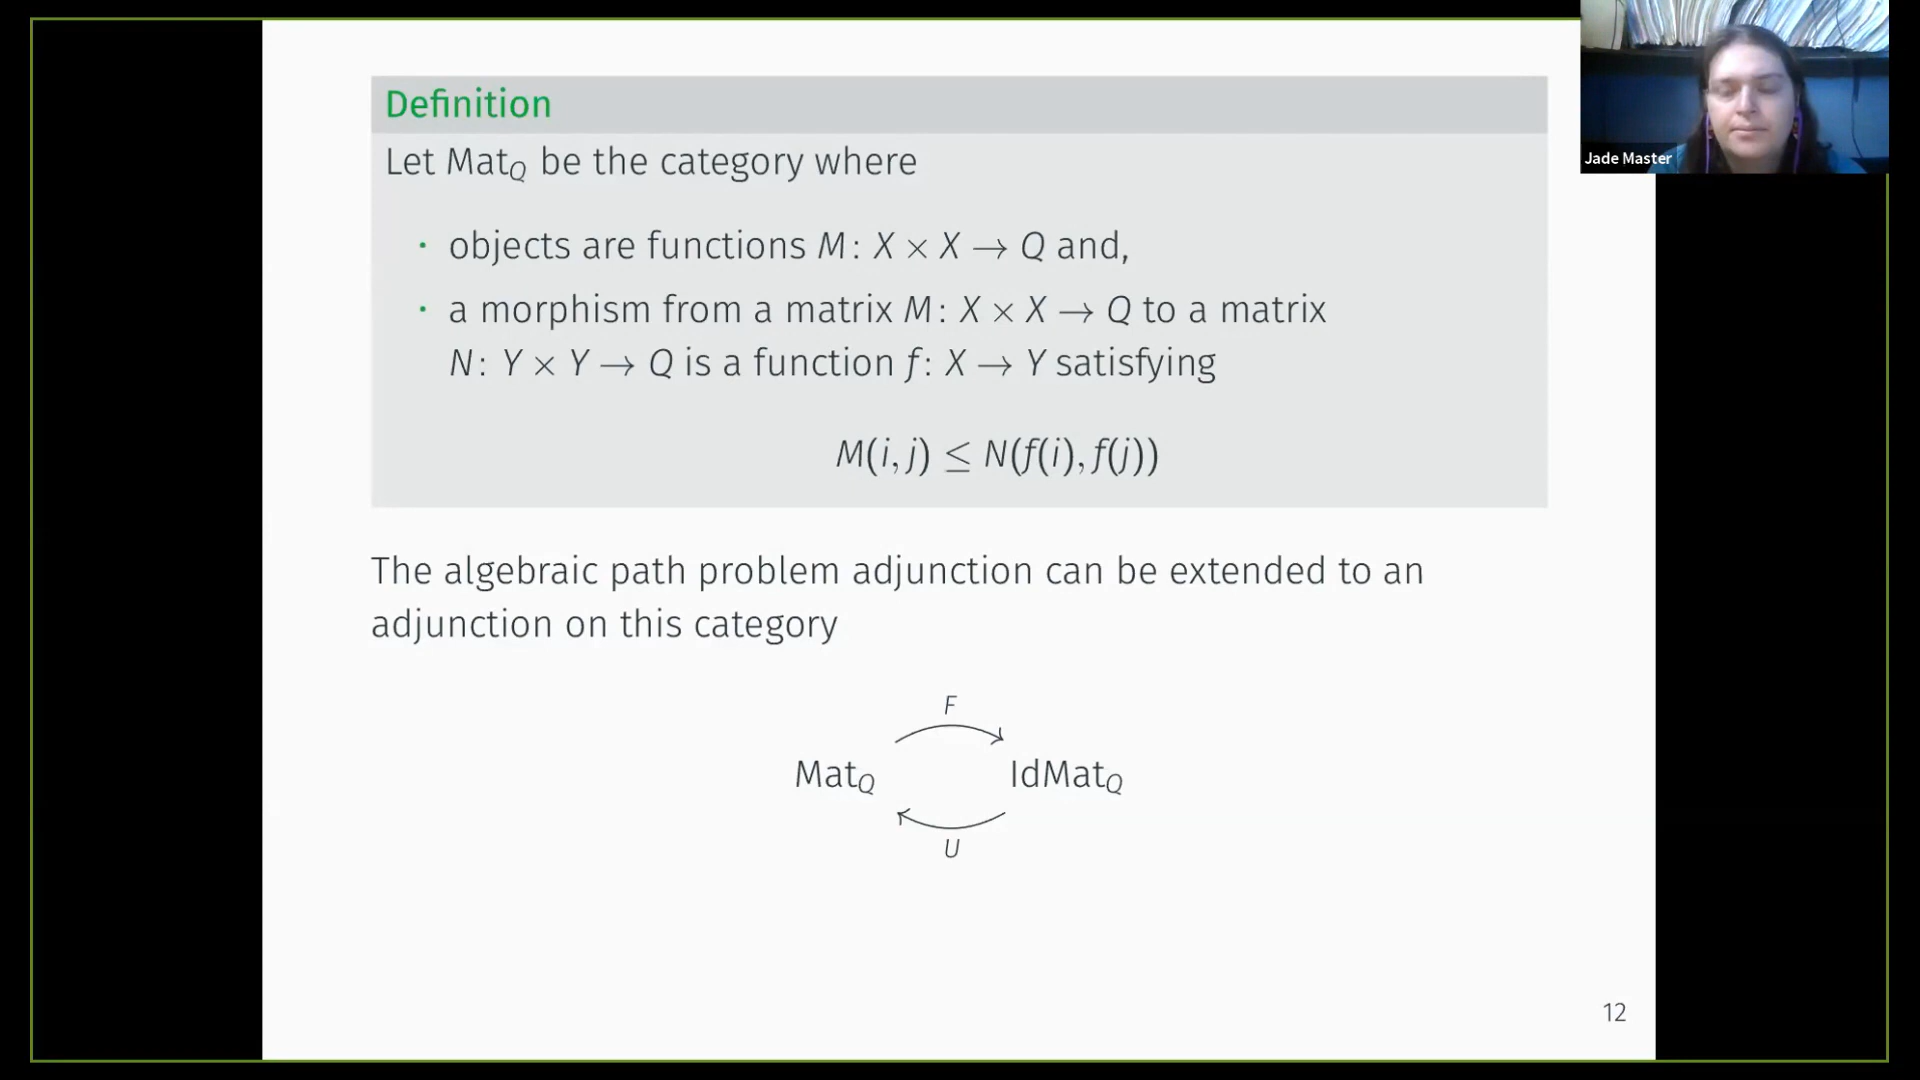 Definition
Jade Master
Let Mat_Q be the category where
· objects are functions M: X × X → Q and,
· a morphism from a matrix M: X × X → Q to a matrix
N: Y × Y → Q is a function f: X → Y satisfying
M(i, j) ≤ N(f(i), f(j))
The algebraic path problem adjunction can be extended to an
adjunction on this category
F
Mat_Q IdMat_Q
U
12